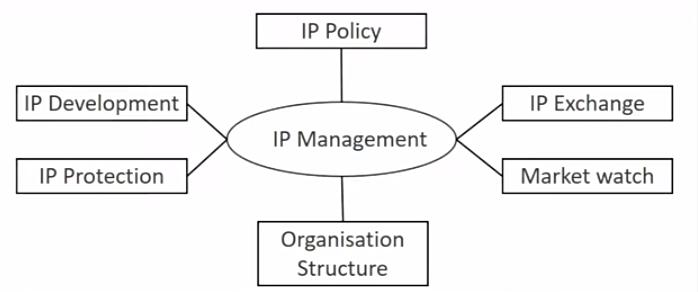 IP Policy
IP Development
IP Exchange
IP Management
IP Protection
Market watch
Organisation
Structure